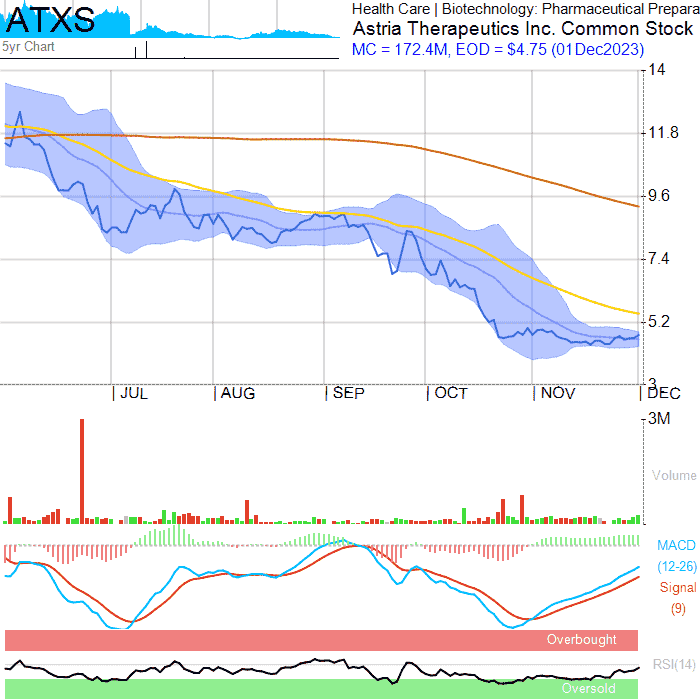 ATXS
Health Care | Biotechnology: Pharmaceutical Prepara
Astria Therapeutics Inc. Common Stock
5yr Chart
MC = 172.4M, EOD = $4.75 (01Dec2023)
14
11.8
9.6
7.4
5.2
3
JUL AUG SEP OCT NOV DEC
3M
Volume
MACD
(12-26)
Signal
(9)
Overbought
RSI(14)
Oversold